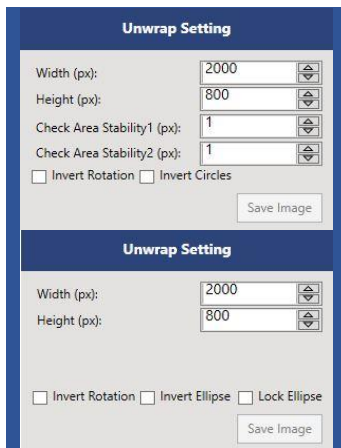 Unwrap Setting
Width (px): 2000
Height (px): 800
Check Area Stability1 (px): 1
Check Area Stability2 (px): 1
Invert Rotation Invert Circles
Save Image
Unwrap Setting
Width (px): 2000
Height (px): 800
Invert Rotation Invert Ellipse Lock Ellipse
Save Image